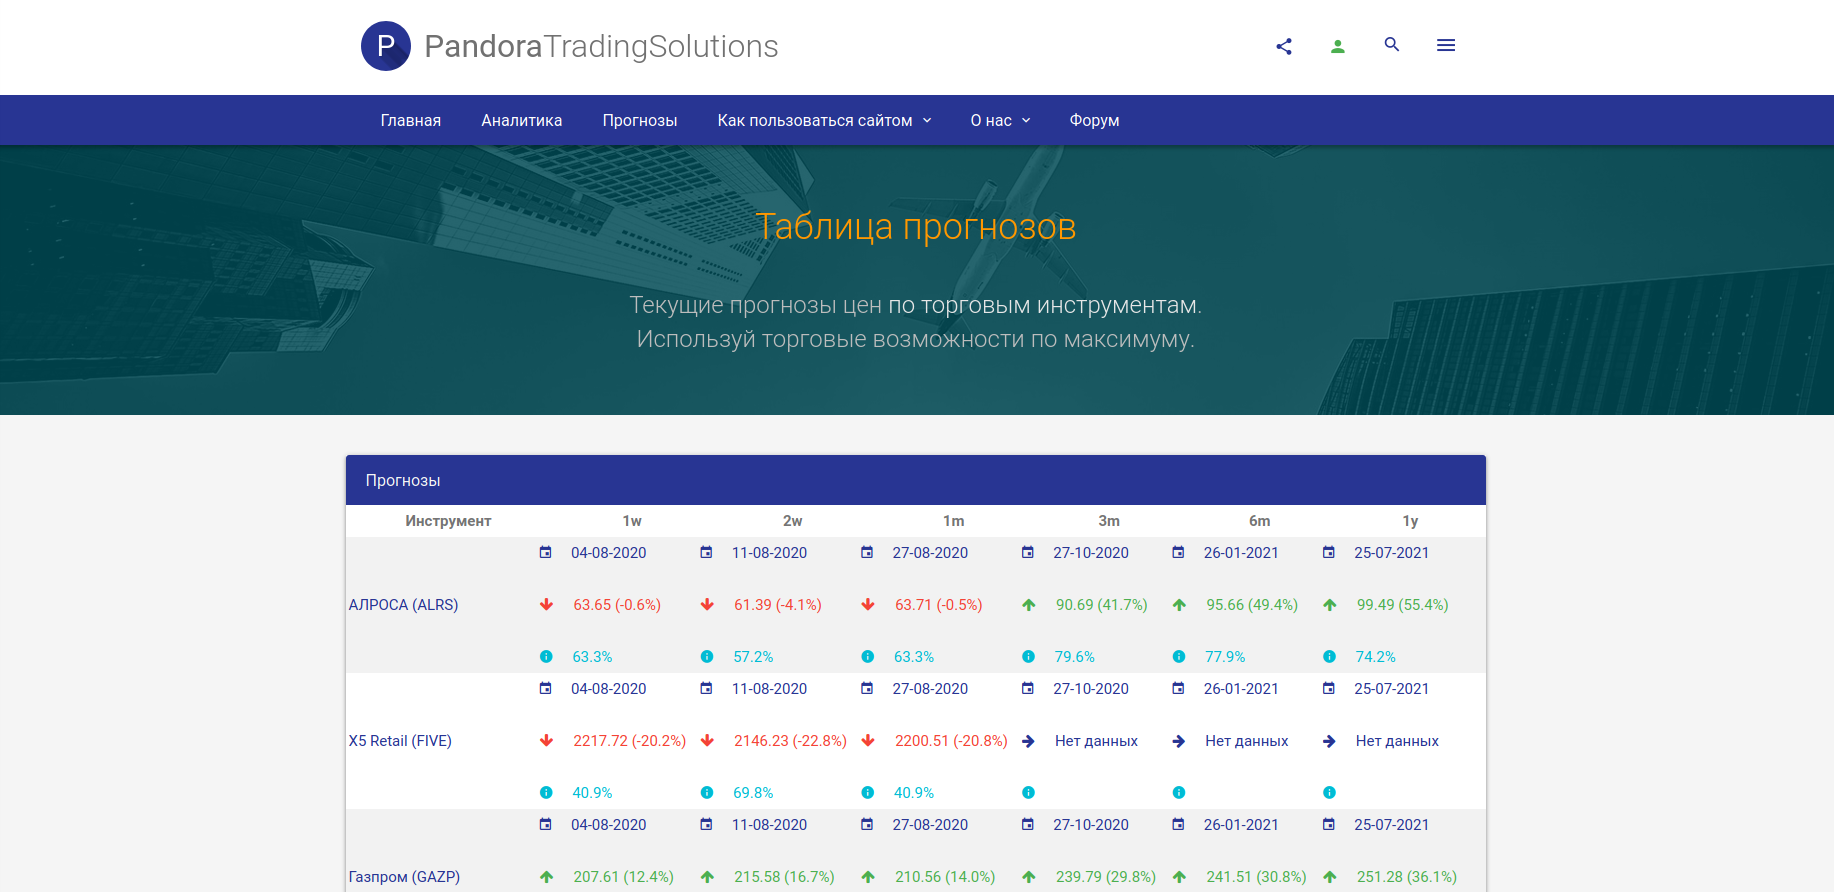 P PandoraTradingSolutions
Главная Аналитика Прогнозы Как пользоваться сайтом О нас Форум
Таблица прогнозов
Текущие прогнозы цен по торговым инструментам.
Используй торговые возможности по максимуму.
Прогнозы
Инструмент 1w 2w 1m 3m 6m 1y
04-08-2020 11-08-2020 27-08-2020 27-10-2020 26-01-2021 25-07-2021
АЛРОСА (ALRS) 63.65 (-0.6%) 61.39 (-4.1%) 63.71 (-0.5%) 90.69 (41.7%) 95.66 (49.4%) 99.49 (55.4%)
63.3% 57.2% 63.3% 79.6% 77.9% 74.2%
04-08-2020 11-08-2020 27-08-2020 27-10-2020 26-01-2021 25-07-2021
X5 Retail (FIVE) 2217.72 (-20.2%) 2146.23 (-22.8%) 2200.51 (-20.8%) Нет данных Нет данных Нет данных
40.9% 69.8% 40.9%
04-08-2020 11-08-2020 27-08-2020 27-10-2020 26-01-2021 25-07-2021
Газпром (GAZP) 207.61 (12.4%) 215.58 (16.7%) 210.56 (14.0%) 239.79 (29.8%) 241.51 (30.8%) 251.28 (36.1%)